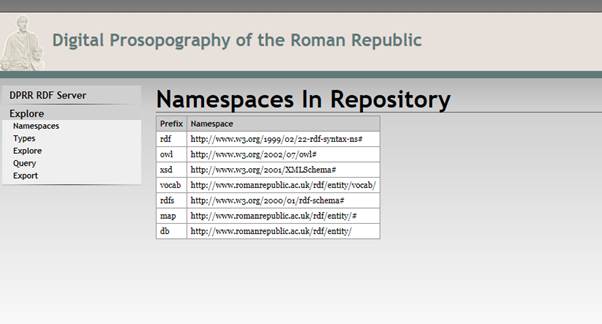 Digital Prosopography of the Roman Republic
DPRR RDF Server
Explore
Namespaces
Types
Explore
Query
Export
Namespaces In Repository
Prefix Namespace
rdf http://www.w3.org/1999/02/22-rdf-syntax-ns#
owl http://www.w3.org/2002/07/owl#
xsd http://www.w3.org/2001/XMLSchema#
vocab http://www.romanrepublic.ac.uk/rdf/entity/vocab/
rdfs http://www.w3.org/2000/01/rdf-schema#
map http://www.romanrepublic.ac.uk/rdf/entity/#
db http://www.romanrepublic.ac.uk/rdf/entity/